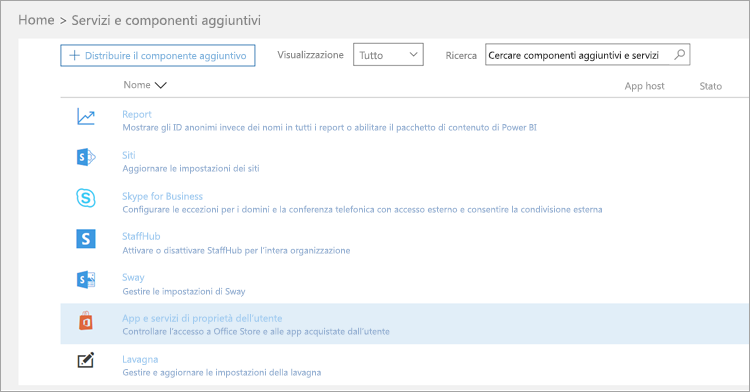 Home > Servizi e componenti aggiuntivi
+ Distribuire il componente aggiuntivo Visualizzazione Tutto Ricerca Cercare componenti aggiuntivi e servizi
Nome App host Stato
Report
Mostrare gli ID anonimi invece dei nomi in tutti i report o abilitare il pacchetto di contenuto di Power BI
Siti
Aggiornare le impostazioni dei siti
Skype for Business
Configurare le eccezioni per i domini e la conferenza telefonica con accesso esterno e consentire la condivisione esterna
StaffHub
Attivare o disattivare StaffHub per l'intera organizzazione
Sway
Gestire le impostazioni di Sway
App e servizi di proprietà dell'utente
Controllare l'accesso a Office Store e alle app acquistate dall'utente
Lavagna
Gestire e aggiornare le impostazioni della lavagna